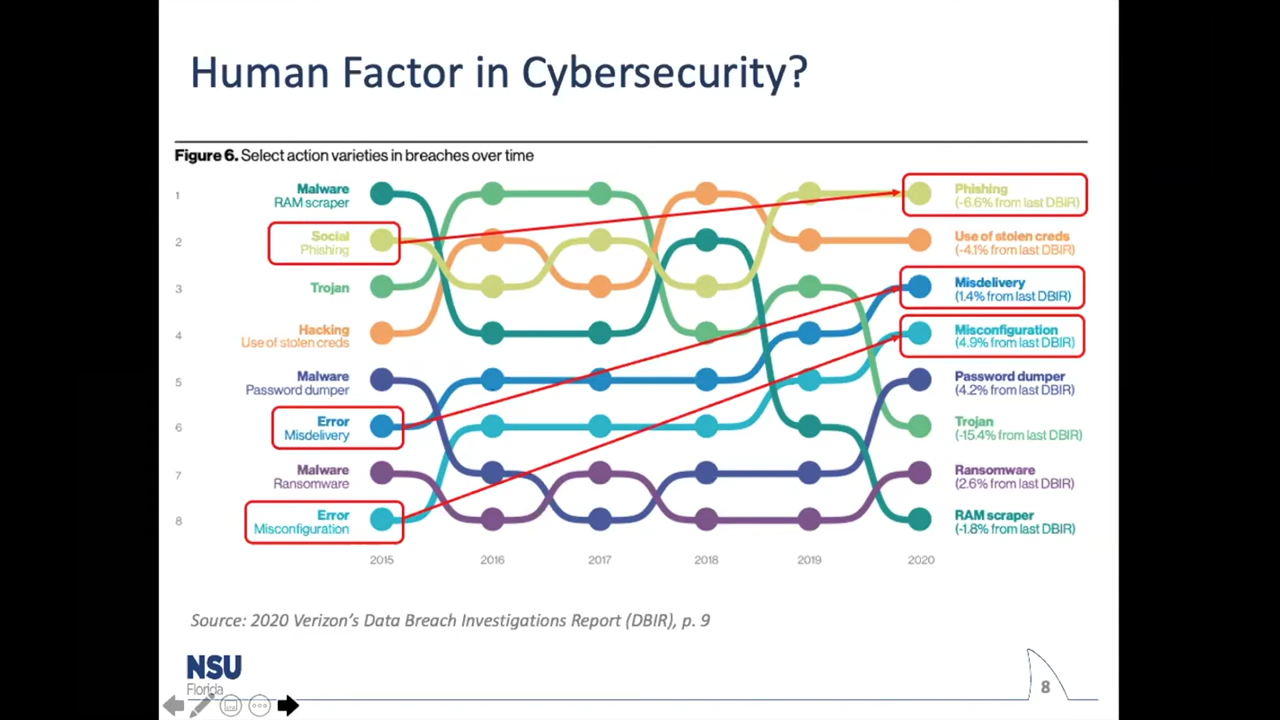 Human Factor in Cybersecurity?
Figure 6. Select action varieties in breaches over time
1
2
3
4
5
6
7
8
Malware
RAM scraper
Social
Phishing
Trojan
Hacking
Use of stolen creds
Malware
Password dumper
Error
Misdelivery
Malware
Ransomware
Error
Misconfiguration
Phishing
(-6.6% from last DBIR)
Use of stolen creds
(-4.1% from last DBIR)
Misdelivery
(1.4% from last DBIR)
Misconfiguration
(4.9% from last DBIR)
Password dumper
(4.2% from last DBIR)
Trojan
(-15.4% from last DBIR)
Ransomware
(2.6% from last DBIR)
RAM scraper
(-1.8% from last DBIR)
2015 2016 2017 2018 2019 2020
Source: 2020 Verizon's Data Breach Investigations Report (DBIR), p. 9
NSU
Florida
8